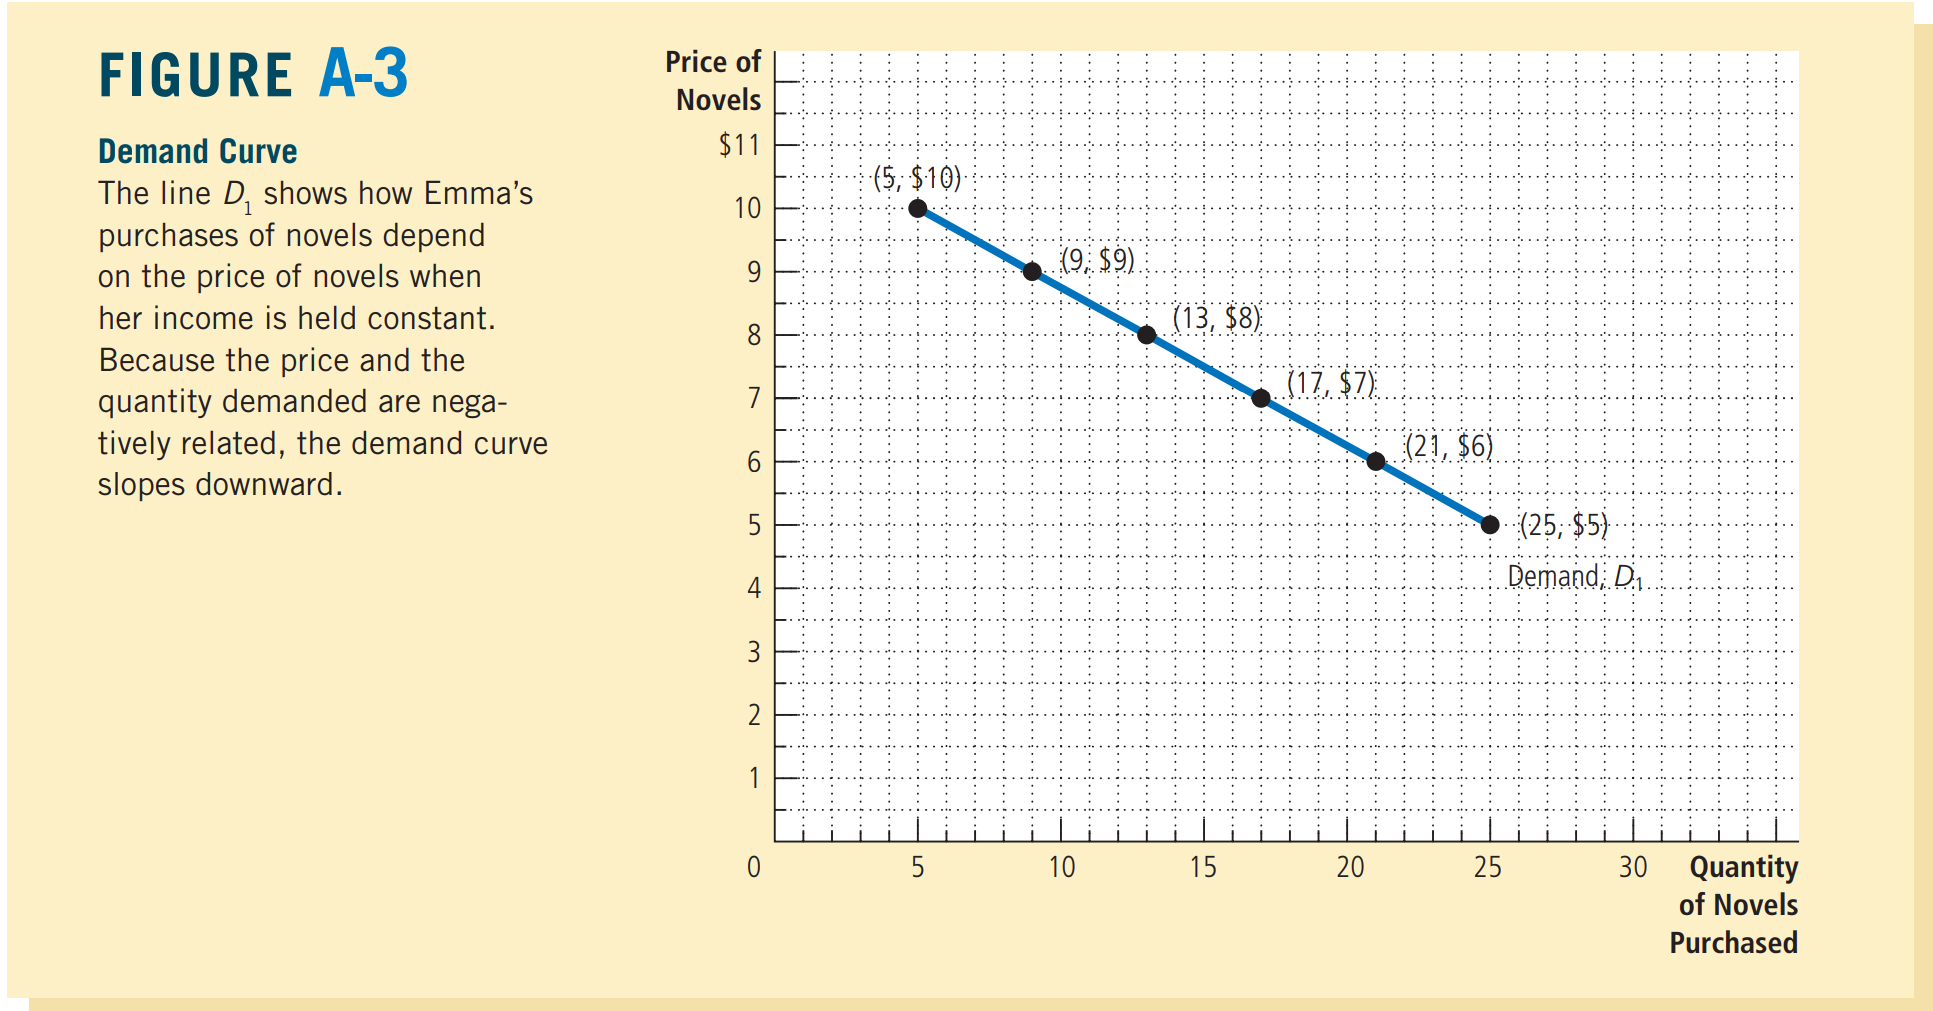 FIGURE A-3
Demand Curve
The line D1 shows how Emma’s
purchases of novels depend
on the price of novels when
her income is held constant.
Because the price and the
quantity demanded are nega-
tively related, the demand curve
slopes downward.
Price of
Novels
$11
10
9
8
7
6
5
4
3
2
1
0
(5, $10)
(9, $9)
(13, $8)
(17, $7)
(21, $6)
(25, $5)
Demand, D1
5 10 15 20 25 30
Quantity
of Novels
Purchased